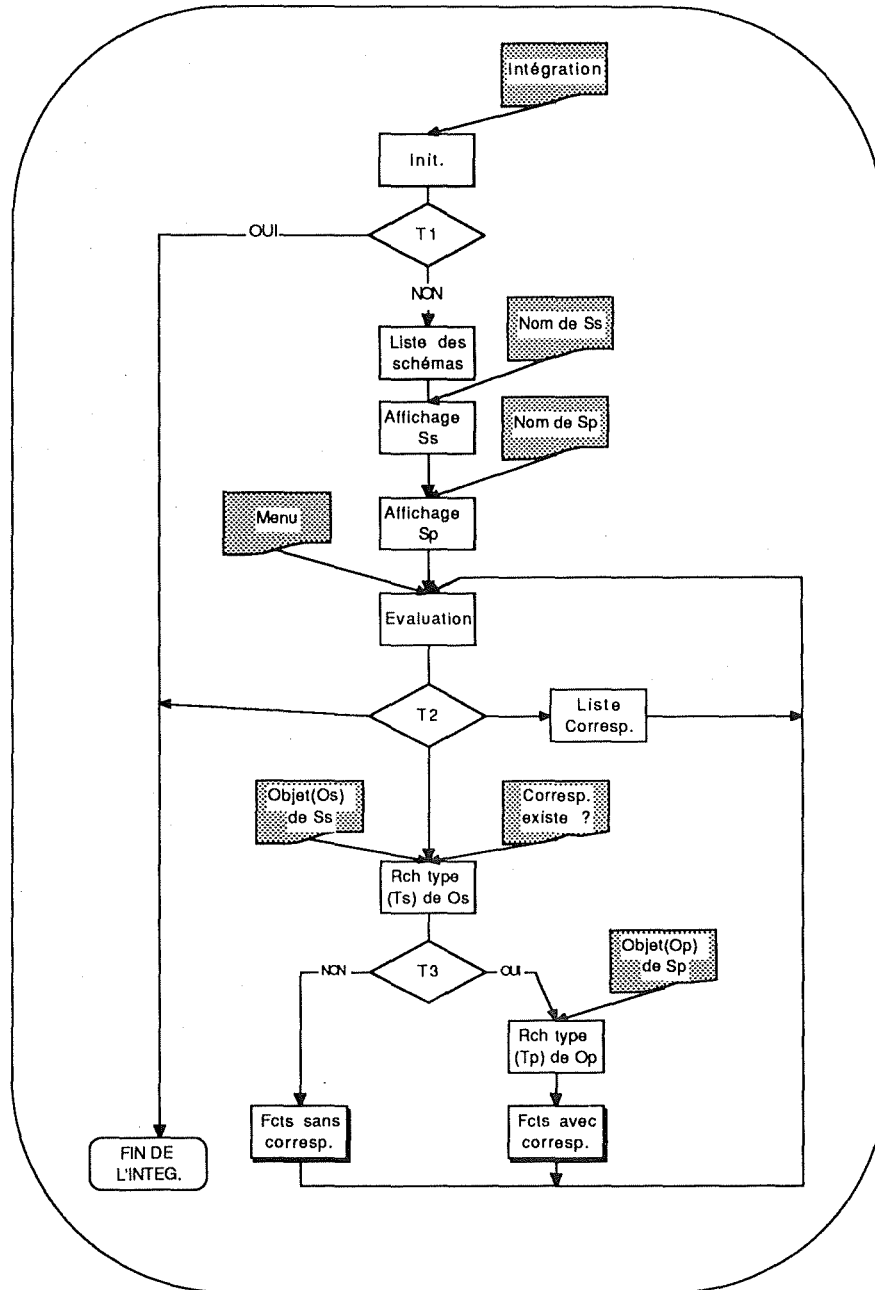 Intégration
Init.
T1
OUI
NON
Liste des
schémas
Nom de Ss
Affichage
Ss
Nom de Sp
Affichage
Sp
Menu
Evaluation
T2
Liste
Corresp.
Objet(Os)
de Ss
Corresp.
existe ?
Rch type
(Ts) de Os
T3
NON
OUI
Objet(Op)
de Sp
Rch type
(Tp) de Op
Fcts sans
corresp.
Fcts avec
corresp.
FIN DE
L'INTEG.